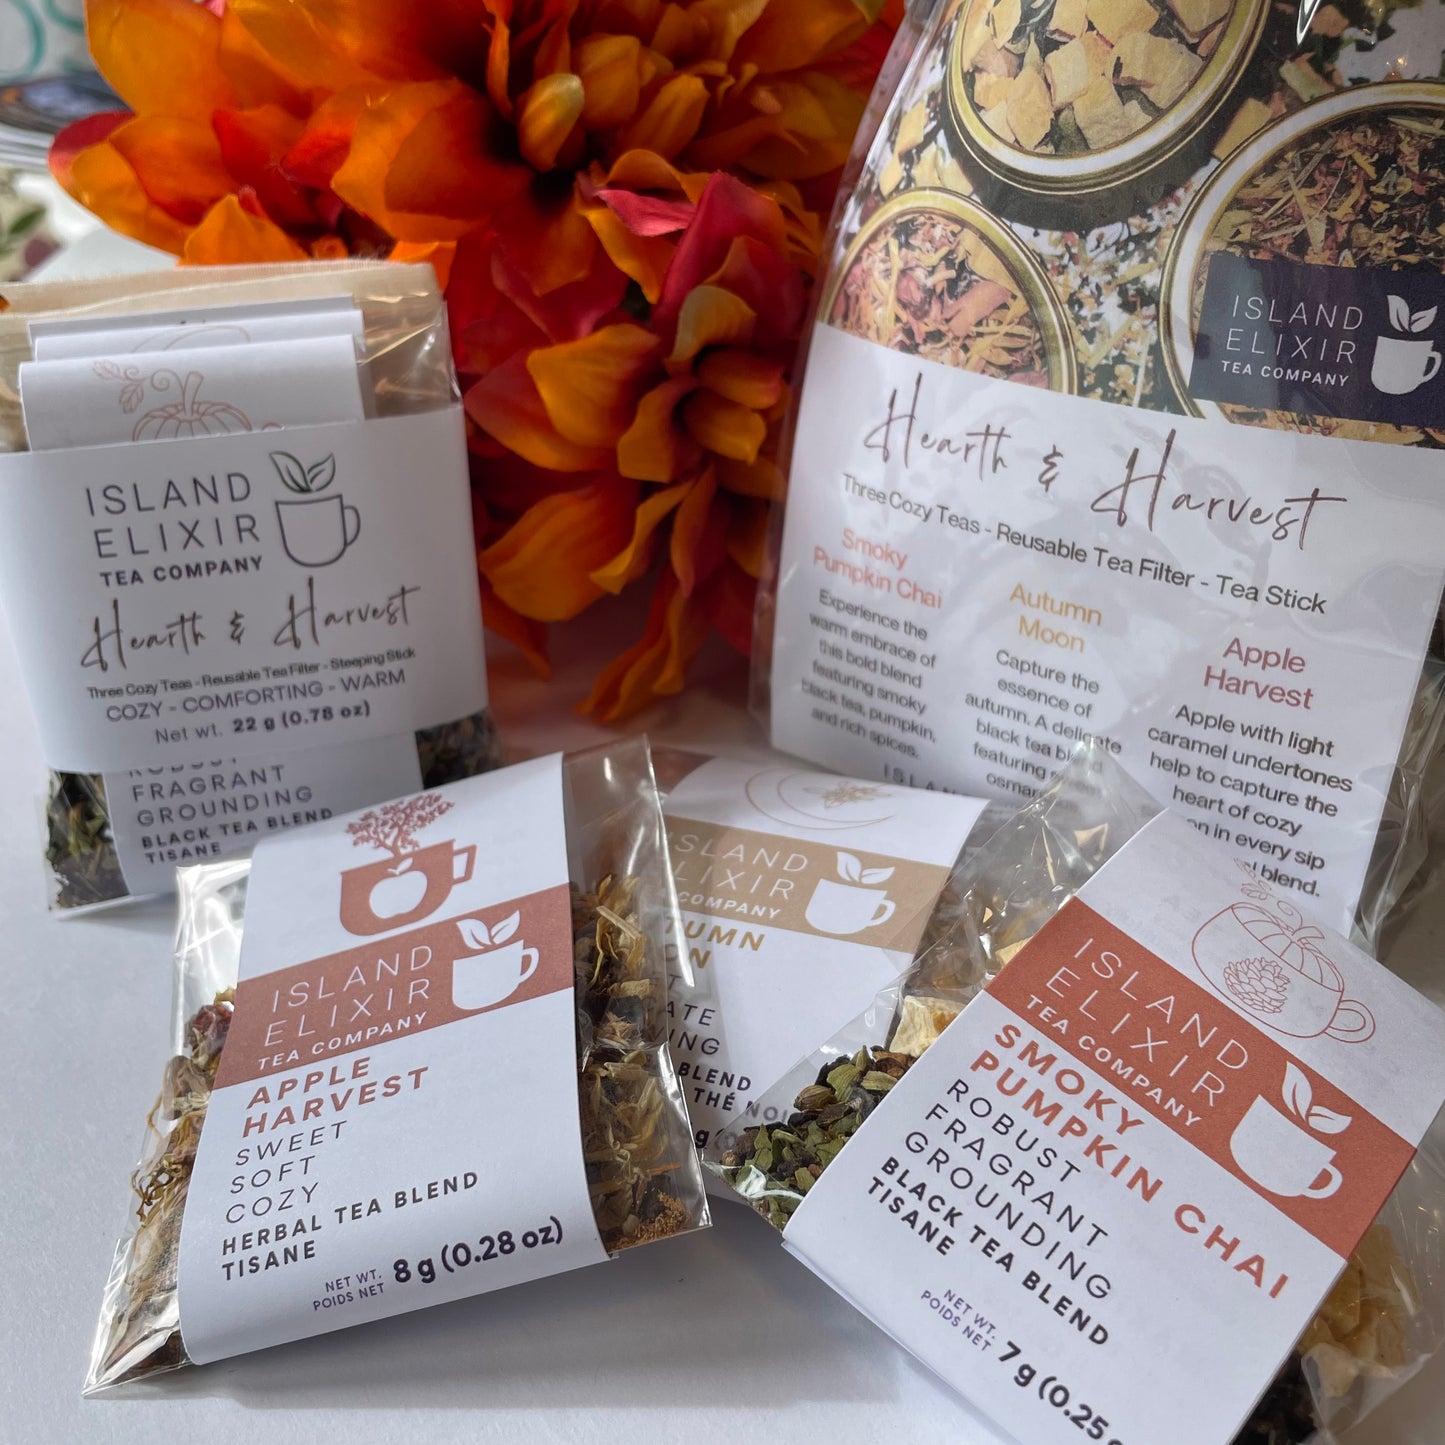 ISLAND
ELIXIR
TEA COMPANY
Hearth & Harvest
Three Cozy Teas - Reusable Tea Filter - Steeping Stick
COZY - COMFORTING - WARM
Net wt. 22 g (0.78 oz)
FRAGRANT
GROUNDING
BLACK TEA BLEND
TISANE
ISLAND
ELIXIR
TEA COMPANY
Hearth & Harvest
Three Cozy Teas - Reusable Tea Filter - Tea Stick
Smoky
Pumpkin Chai
Experience the
warm embrace of
this bold blend
featuring smoky
black tea, pumpkin,
and rich spices.
Autumn
Moon
Capture the
essence of
autumn. A delicate
black tea blend
featuring
Apple
Harvest
Apple with light
caramel undertones
help to capture the
heart of cozy
in every sip
blend.
ISLAND
ELIXIR
TEA COMPANY
APPLE
HARVEST
SWEET
SOFT
COZY
HERBAL TEA BLEND
TISANE
NET WT.
POIDS NET
8 g (0.28 oz)
BLEND
THÉ
ISLAND
ELIXIR
TEA COMPANY
SMOKY
PUMPKIN CHAI
ROBUST
FRAGRANT
GROUNDING
BLACK TEA BLEND
TISANE
NET WT.
POIDS NET
7 g (0.25